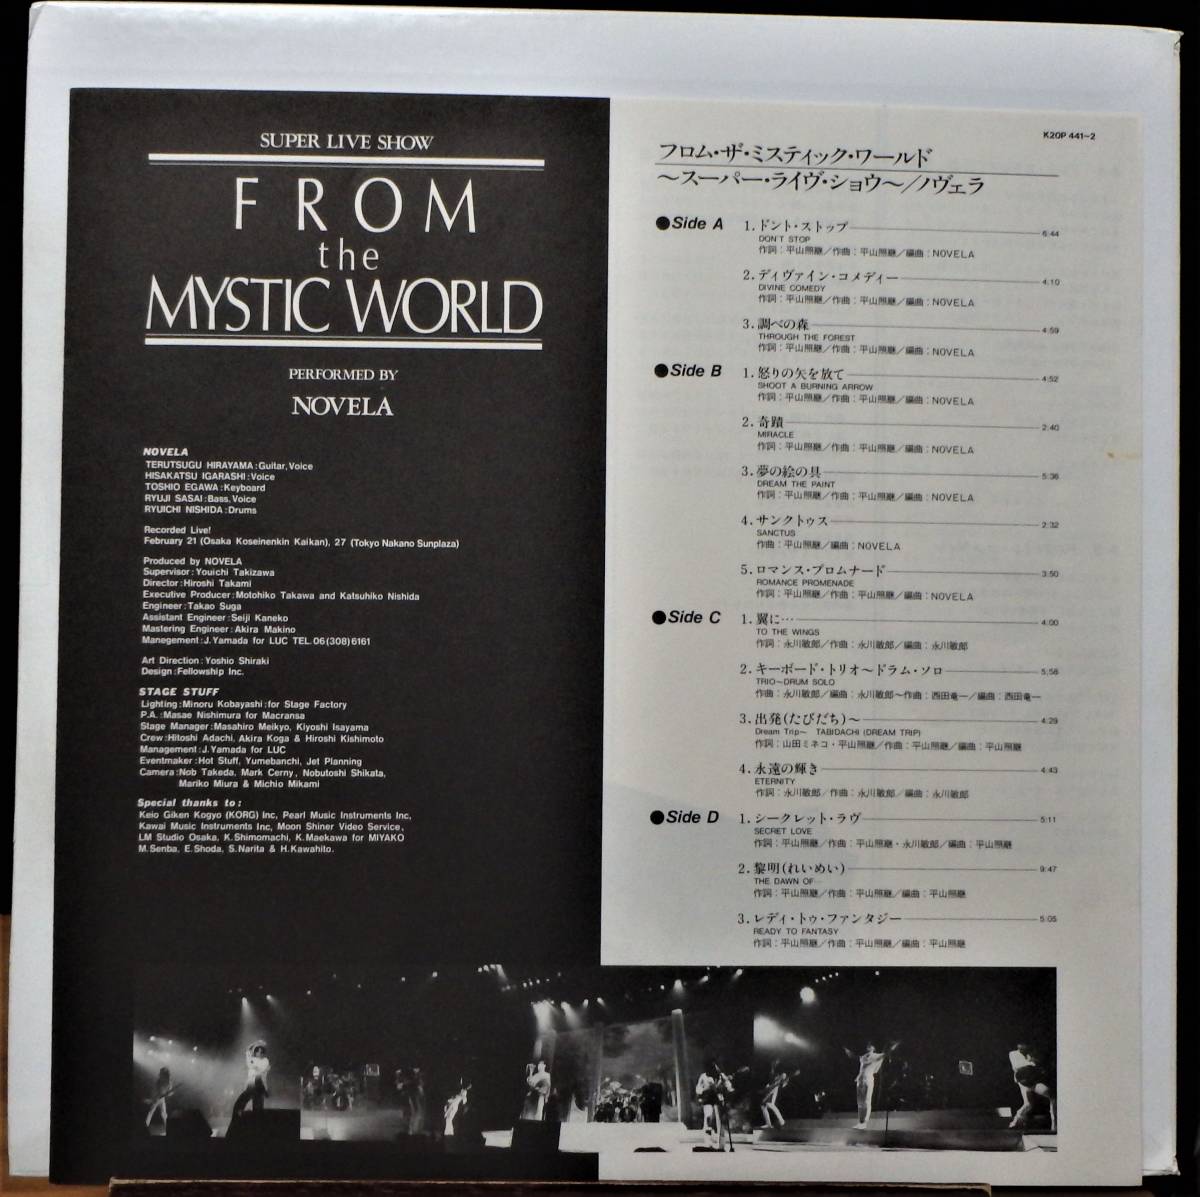 SUPER LIVE SHOW
FROM
the
MYSTIC WORLD
PERFORMED BY
NOVELA
NOVELA
TERUTSUGU HIRAYAMA:Guitar,Voice
HISAKATSU IGARASHI:Voice
TOSHIO EGAWA:Keyboard
RYUJI SASAI:Bass,Voice
RYUICHI NISHIDA:Drums
Recorded Live!
February 21 (Osaka Koseinenkin Kaikan), 27 (Tokyo Nakano Sunplaza)
Produced by NOVELA
Supervisor:Youichi Takizawa
Director:Hiroshi Takami
Executive Producer:Motohiko Takawa and Katsuhiko Nishida
Engineer:Takao Suga
Assistant Engineer:Seiji Kaneko
Mastering Engineer:Akira Makino
Manegement:J.Yamada for LUC TEL.06(308)6161
Art Direction:Yoshio Shiraki
Design:Fellowship Inc.
STAGE STUFF
Lighting:Minoru Kobayashi:for Stage Factory
P.A.:Masae Nishimura for Macransa
Stage Manager:Masahiro Meikyo, Kiyoshi Isayama
Crew:Hitoshi Adachi, Akira Koga & Hiroshi Kishimoto
Management:J.Yamada for LUC
Eventmaker:Hot Stuff, Yumebanchi, Jet Planning
Camera:Nob Takeda, Mark Cerny, Nobutoshi Shikata,
Mariko Miura & Michio Mikami
Special thanks to:
Keio Giken Kogyo (KORG) Inc, Pearl Music Instruments Inc,
Kawai Music Instruments Inc, Moon Shiner Video Service,
LM Studio Osaka, K.Shimomachi, K.Maekawa for MIYAKO
M.Senba, E.Shoda, S.Narita & H.Kawahito.
K20P 441~2
フロム・ザ・ミスティック・ワールド
〜スーパー・ライヴ・ショウ〜/ノヴェラ
●Side A
1.ドント・ストップ 6:44
DON'T STOP
作詞:平山照継/作曲:平山照継/編曲:NOVELA
2.ディヴァイン・コメディー 4:10
DIVINE COMEDY
作詞:平山照継/作曲:平山照継/編曲:NOVELA
3.調べの森 4:59
THROUGH THE FOREST
作詞:平山照継/作曲:平山照継/編曲:NOVELA
●Side B
1.怒りの矢を放て 4:52
SHOOT A BURNING ARROW
作詞:平山照継/作曲:平山照継/編曲:NOVELA
2.奇蹟 2:40
MIRACLE
作詞:平山照継/作曲:平山照継/編曲:NOVELA
3.夢の絵の具 5:36
DREAM THE PAINT
作詞:平山照継/作曲:平山照継/編曲:NOVELA
4.サンクトゥス 2:32
SANCTUS
作曲:平山照継/編曲:NOVELA
5.ロマンス・プロムナード 3:50
ROMANCE PROMENADE
作詞:平山照継/作曲:平山照継/編曲:NOVELA
●Side C
1.翼に… 4:00
TO THE WINGS
作詞:永川敏郎/作曲:永川敏郎/編曲:永川敏郎
2.キーボード・トリオ〜ドラム・ソロ 5:58
TRIO〜DRUM SOLO
作曲:永川敏郎/編曲:永川敏郎〜作曲:西田竜一/編曲:西田竜一
3.出発(たびだち)〜 4:29
Dream Trip〜 TABIDACHI (DREAM TRIP)
作詞:山田ミネコ・平山照継/作曲:平山照継/編曲:平山照継
4.永遠の輝き 4:43
ETERNITY
作詞:永川敏郎/作曲:永川敏郎/編曲:永川敏郎
●Side D
1.シークレット・ラヴ 5:11
SECRET LOVE
作詞:平山照継/作曲:平山照継・永川敏郎/編曲:平山照継
2.黎明(れいめい) 9:47
THE DAWN OF…
作詞:平山照継/作曲:平山照継/編曲:平山照継
3.レディ・トゥ・ファンタジー 5:05
READY TO FANTASY
作詞:平山照継/作曲:平山照継/編曲:平山照継